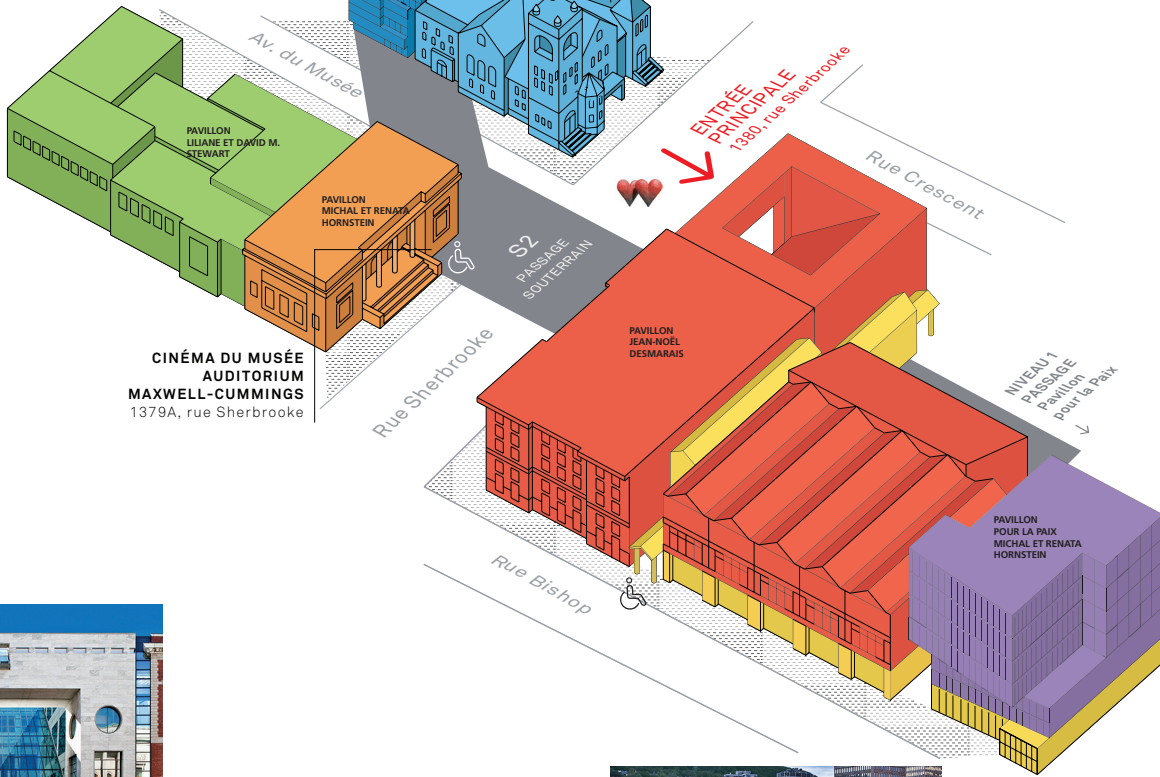 Av. du Musée
PAVILLON
LILIANE ET DAVID M.
STEWART
PAVILLON
MICHAL ET RENATA
HORNSTEIN
ENTRÉE
PRINCIPALE
1380, rue Sherbrooke
Rue Crescent
S2
PASSAGE
SOUTERRAIN
PAVILLON
JEAN-NOËL
DESMARAIS
CINÉMA DU MUSÉE
AUDITORIUM
MAXWELL-CUMMINGS
1379A, rue Sherbrooke
Rue Sherbrooke
NIVEAU 1
PASSAGE
Pavillon
pour la Paix
PAVILLON
POUR LA PAIX
MICHAL ET RENATA
HORNSTEIN
Rue Bishop